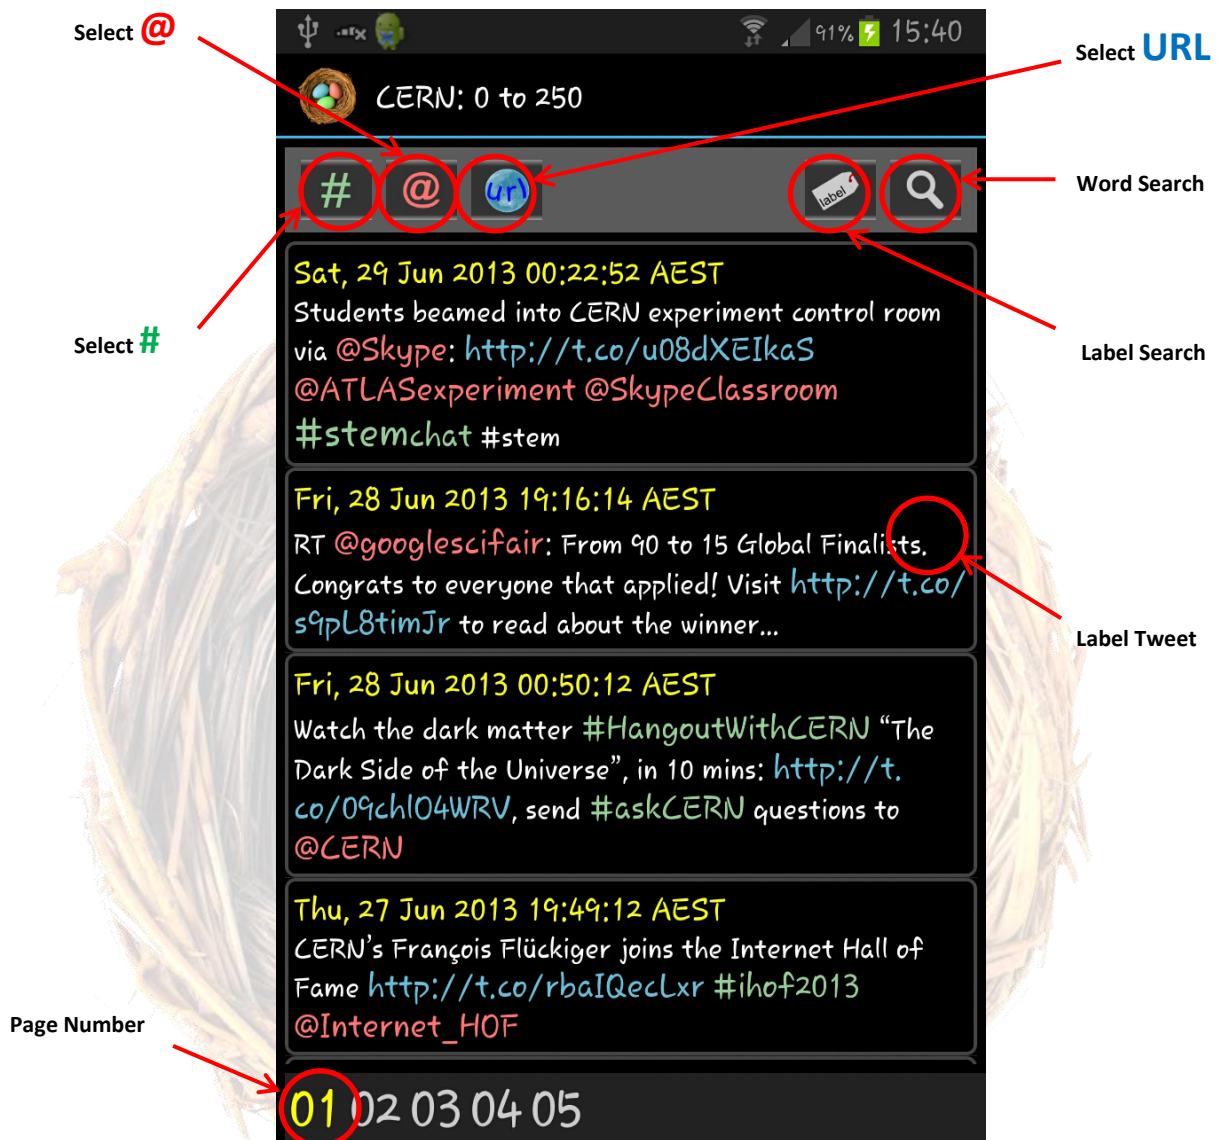 Select @
Select URL
91% 15:40
CERN: 0 to 250
# @ url label
Word Search
Label Search
Select #
Sat, 29 Jun 2013 00:22:52 AEST
Students beamed into CERN experiment control room
via @Skype: http://t.co/u08dXEIkaS
@ATLASexperiment @SkypeClassroom
#stemchat #stem
Fri, 28 Jun 2013 19:16:14 AEST
RT @googlescifair: From 90 to 15 Global Finalists.
Congrats to everyone that applied! Visit http://t.co/
s9pL8timJr to read about the winner...
Label Tweet
Fri, 28 Jun 2013 00:50:12 AEST
Watch the dark matter #HangoutWithCERN “The
Dark Side of the Universe”, in 10 mins: http://t.
co/09chlO4WRV, send #askCERN questions to
@CERN
Thu, 27 Jun 2013 19:49:12 AEST
CERN’s François Flückiger joins the Internet Hall of
Fame http://t.co/rbaIQecLxr #ihof2013
@Internet_HOF
Page Number
01 02 03 04 05